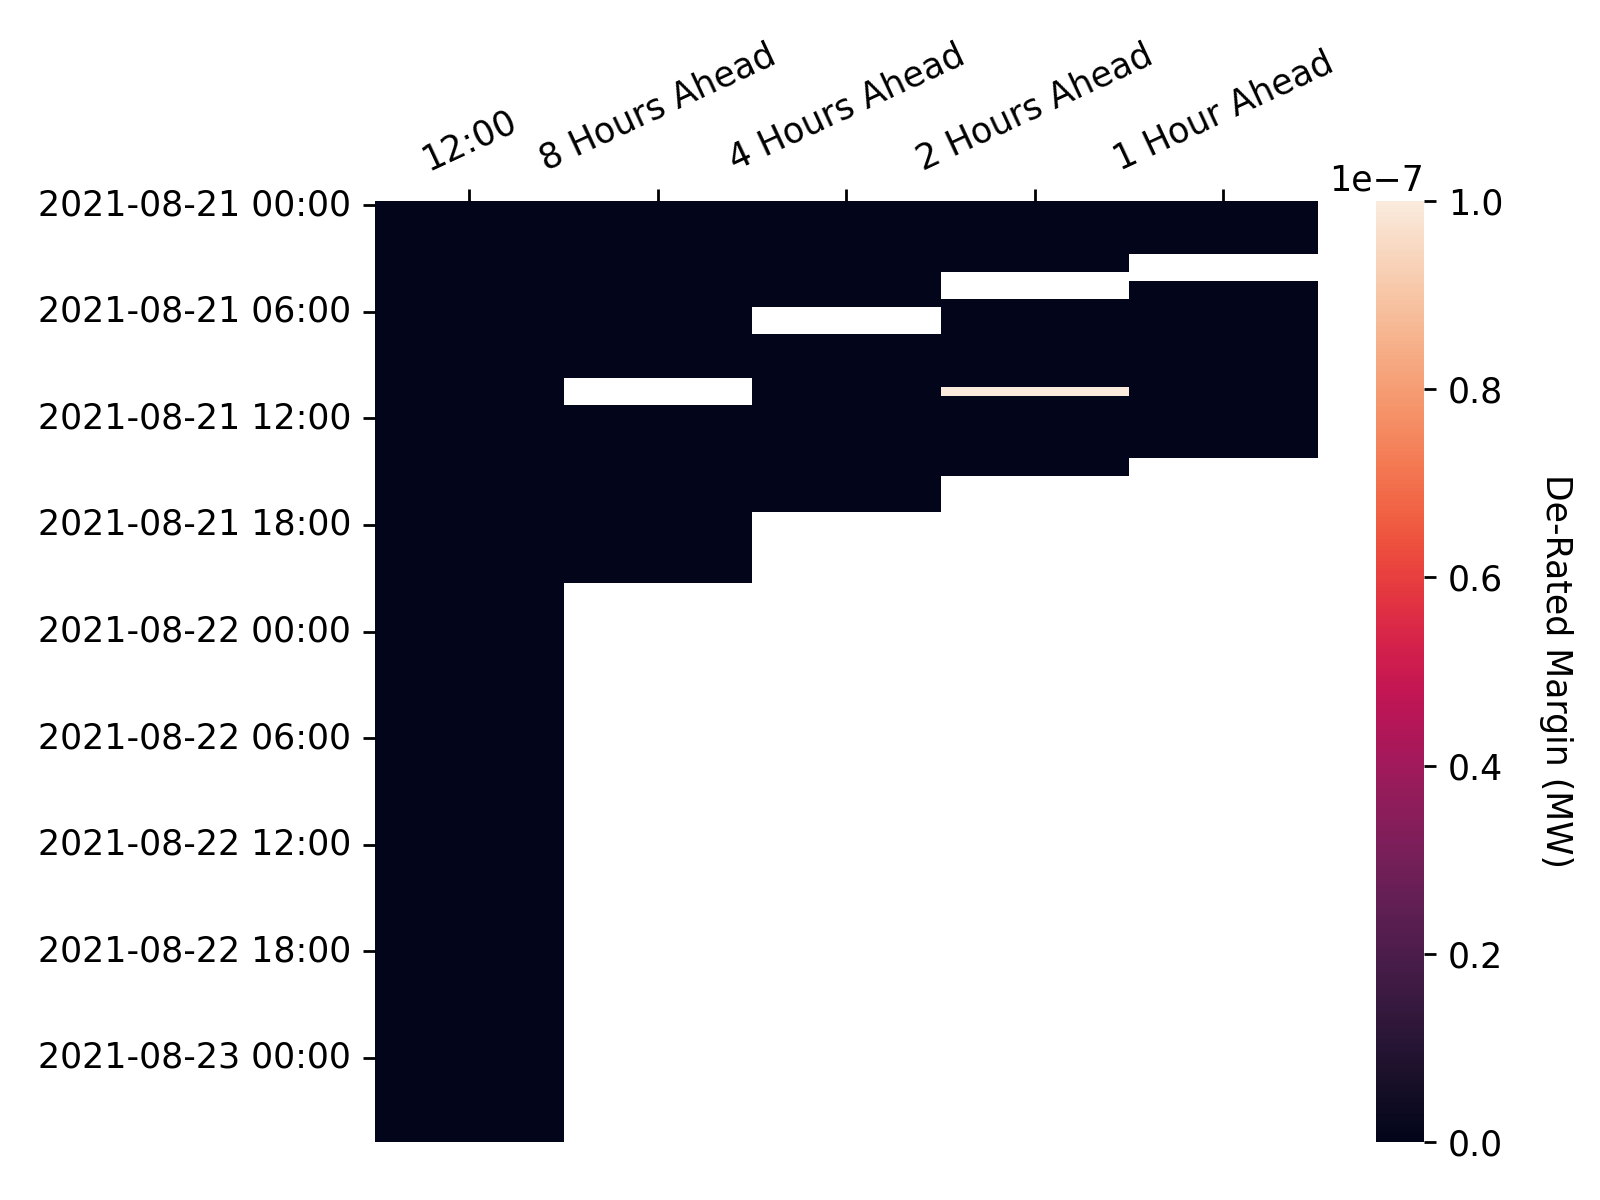 12:00
8 Hours Ahead
4 Hours Ahead
2 Hours Ahead
1 Hour Ahead
1e−7
2021-08-21 00:00
2021-08-21 06:00
2021-08-21 12:00
2021-08-21 18:00
2021-08-22 00:00
2021-08-22 06:00
2021-08-22 12:00
2021-08-22 18:00
2021-08-23 00:00
1.0
0.8
0.6
0.4
0.2
0.0
De-Rated Margin (MW)